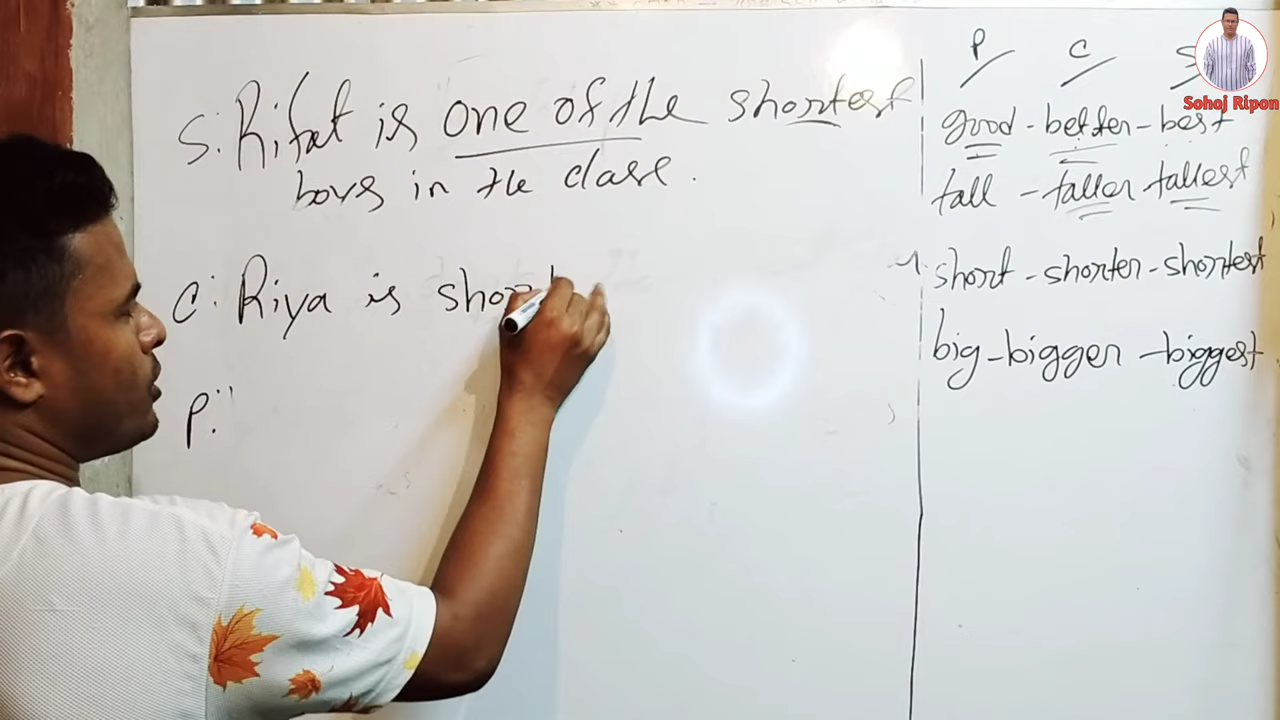 S: Rifat is one of the shortest
boys in the class.
C: Riya is short
P:
P C S
good - better - best
tall - taller tallest
short - shorter - shortest
big - bigger - biggest
Sohoj Ripon